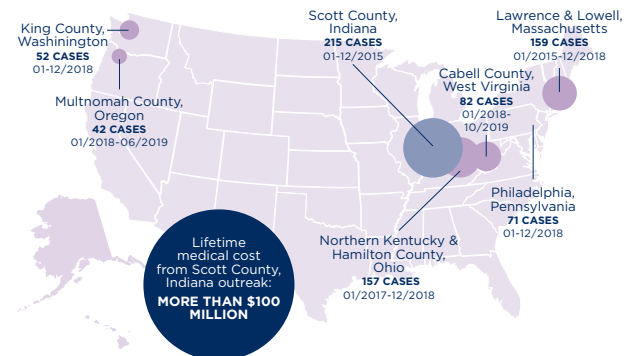 King County,
Washinington
52 CASES
01-12/2018
Multnomah County,
Oregon
42 CASES
01/2018-06/2019
Scott County,
Indiana
215 CASES
01-12/2015
Lawrence & Lowell,
Massachusetts
159 CASES
01/2015-12/2018
Cabell County,
West Virginia
82 CASES
01/2018-
10/2019
Philadelphia,
Pennsylvania
71 CASES
01-12/2018
Northern Kentucky &
Hamilton County,
Ohio
157 CASES
01/2017-12/2018
Lifetime
medical cost
from Scott County,
Indiana outreak:
MORE THAN $100
MILLION